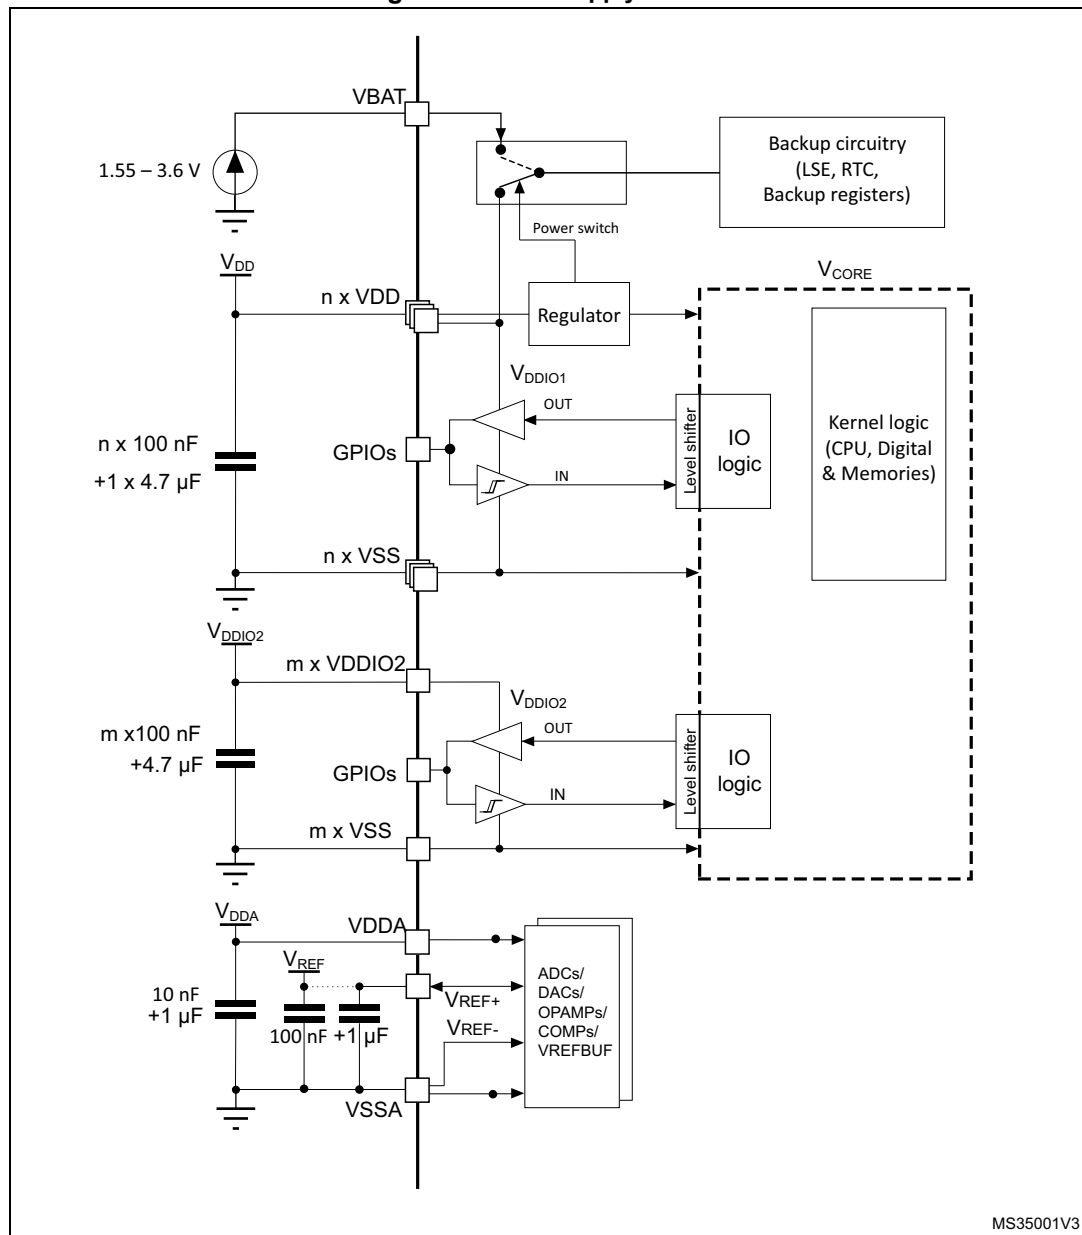 VBAT
1.55 – 3.6 V
Backup circuitry
(LSE, RTC,
Backup registers)
Power switch
VDD
n x VDD
Regulator
VCORE
VDDIO1
OUT
n x 100 nF
+1 x 4.7 µF
GPIOs
IN
Level shifter
IO
logic
Kernel logic
(CPU, Digital
& Memories)
n x VSS
VDDIO2
m x VDDIO2
VDDIO2
OUT
m x100 nF
+4.7 µF
GPIOs
IN
Level shifter
IO
logic
m x VSS
VDDA
VDDA
VREF
10 nF
+1 µF
100 nF
+1 µF
VREF+
VREF-
ADCs/
DACs/
OPAMPs/
COMPs/
VREFBUF
VSSA
MS35001V3